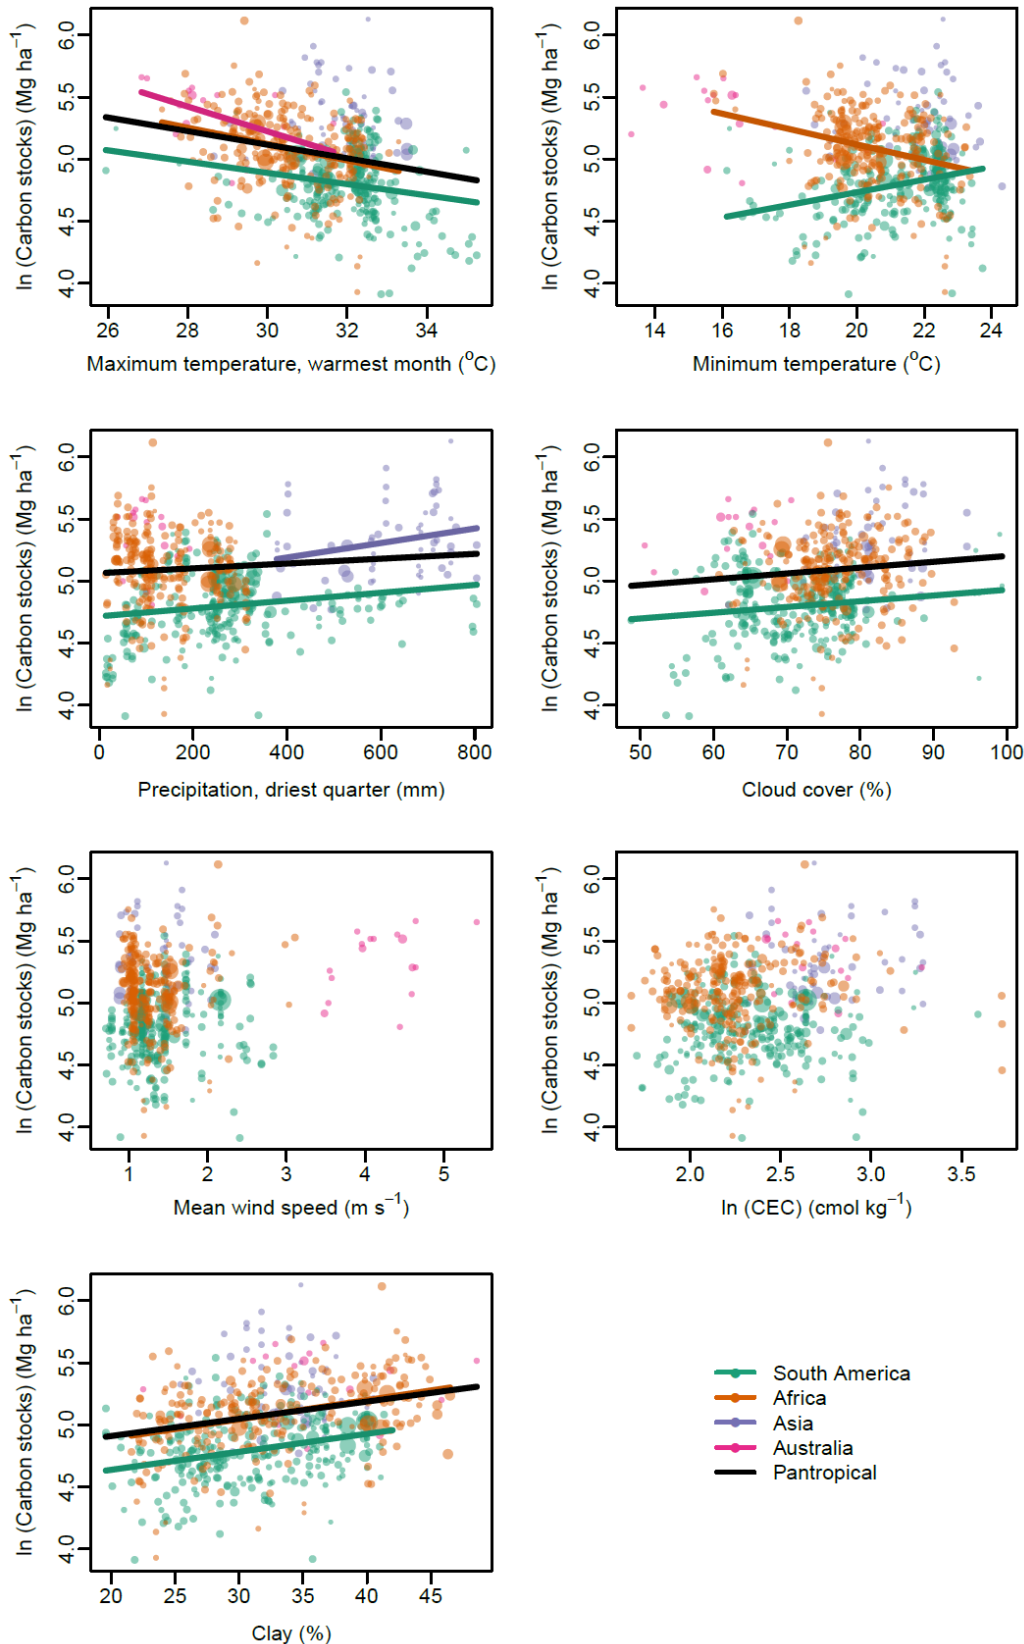 ln (Carbon stocks) (Mg ha⁻¹)
6.0
5.5
5.0
4.5
4.0
26 28 30 32 34
Maximum temperature, warmest month (°C)
ln (Carbon stocks) (Mg ha⁻¹)
6.0
5.5
5.0
4.5
4.0
14 16 18 20 22 24
Minimum temperature (°C)
ln (Carbon stocks) (Mg ha⁻¹)
6.0
5.5
5.0
4.5
4.0
0 200 400 600 800
Precipitation, driest quarter (mm)
ln (Carbon stocks) (Mg ha⁻¹)
6.0
5.5
5.0
4.5
4.0
50 60 70 80 90 100
Cloud cover (%)
ln (Carbon stocks) (Mg ha⁻¹)
6.0
5.5
5.0
4.5
4.0
1 2 3 4 5
Mean wind speed (m s⁻¹)
ln (Carbon stocks) (Mg ha⁻¹)
6.0
5.5
5.0
4.5
4.0
2.0 2.5 3.0 3.5
ln (CEC) (cmol kg⁻¹)
ln (Carbon stocks) (Mg ha⁻¹)
6.0
5.5
5.0
4.5
4.0
20 25 30 35 40 45
Clay (%)
South America
Africa
Asia
Australia
Pantropical